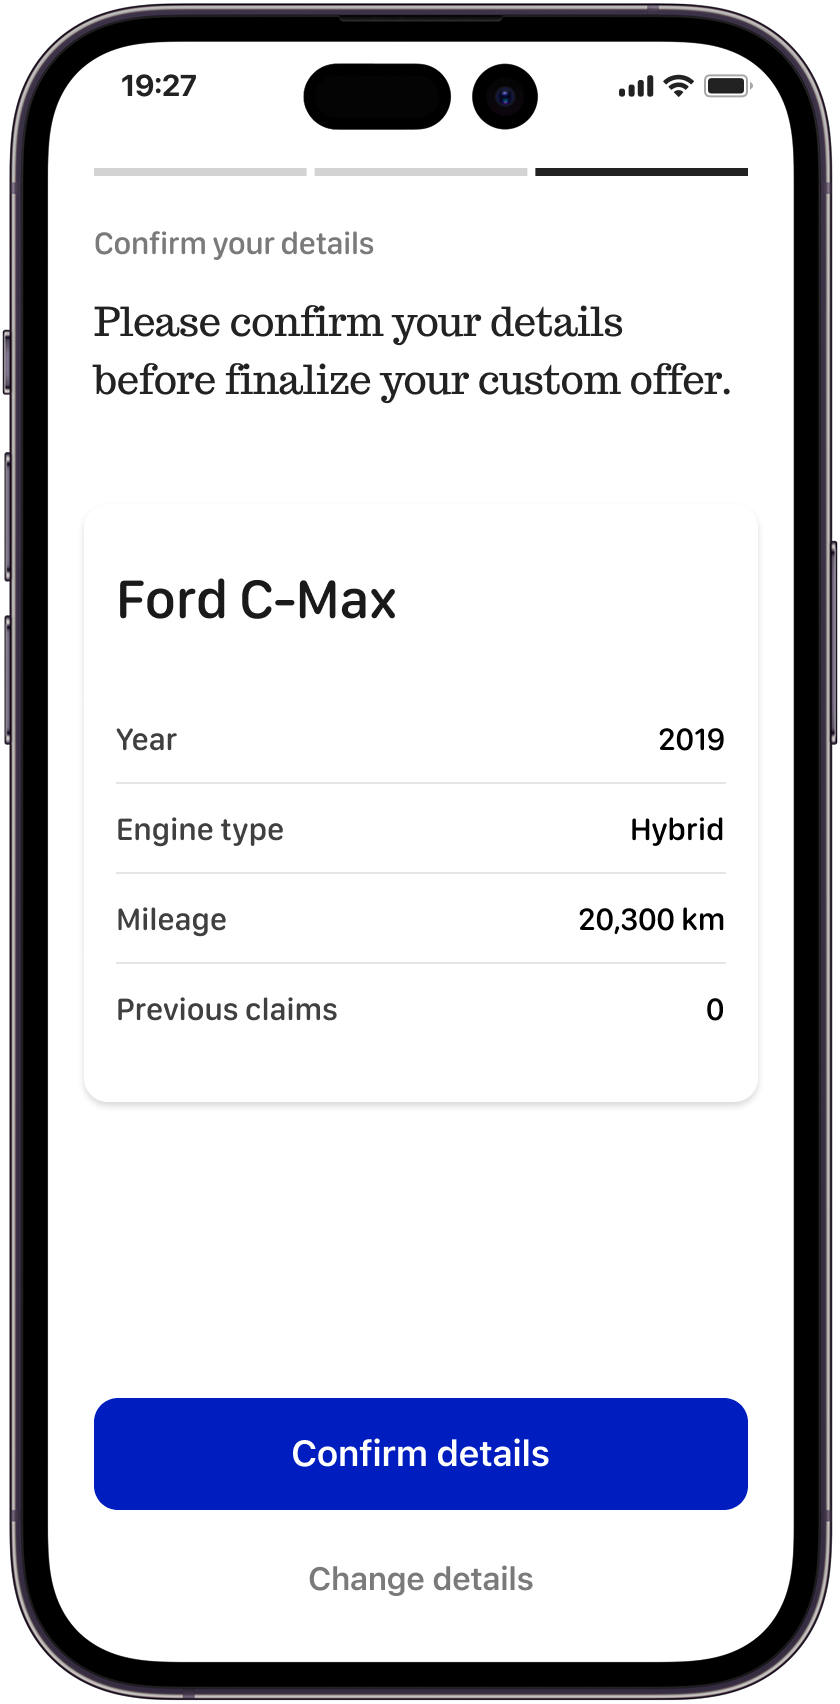 19:27
Confirm your details
Please confirm your details
before finalize your custom offer.
Ford C-Max
Year 2019
Engine type Hybrid
Mileage 20,300 km
Previous claims 0
Confirm details
Change details